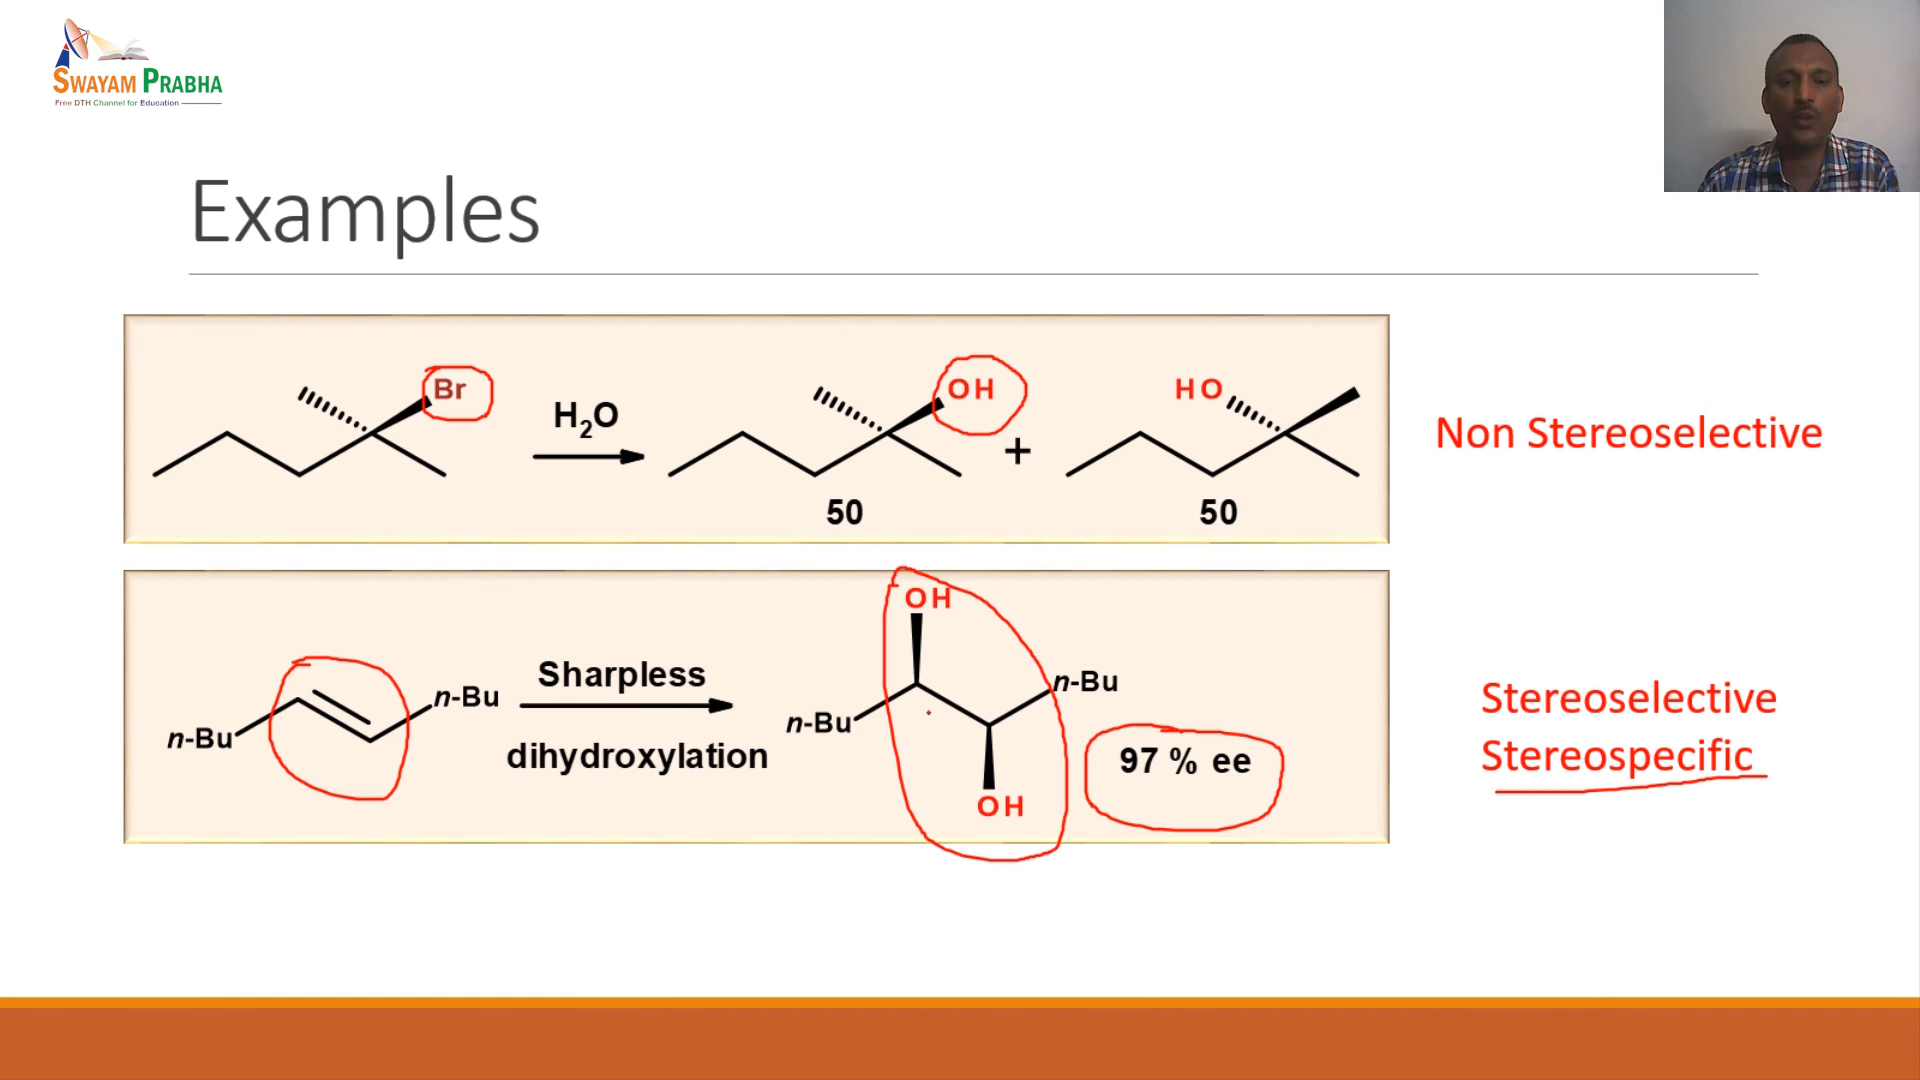 SWAYAM PRABHA
Free DTH Channel for Education
Examples
Br
H2O
OH
+
HO
50
50
Non Stereoselective
n-Bu
n-Bu
Sharpless
dihydroxylation
OH
n-Bu
n-Bu
OH
97 % ee
Stereoselective
Stereospecific